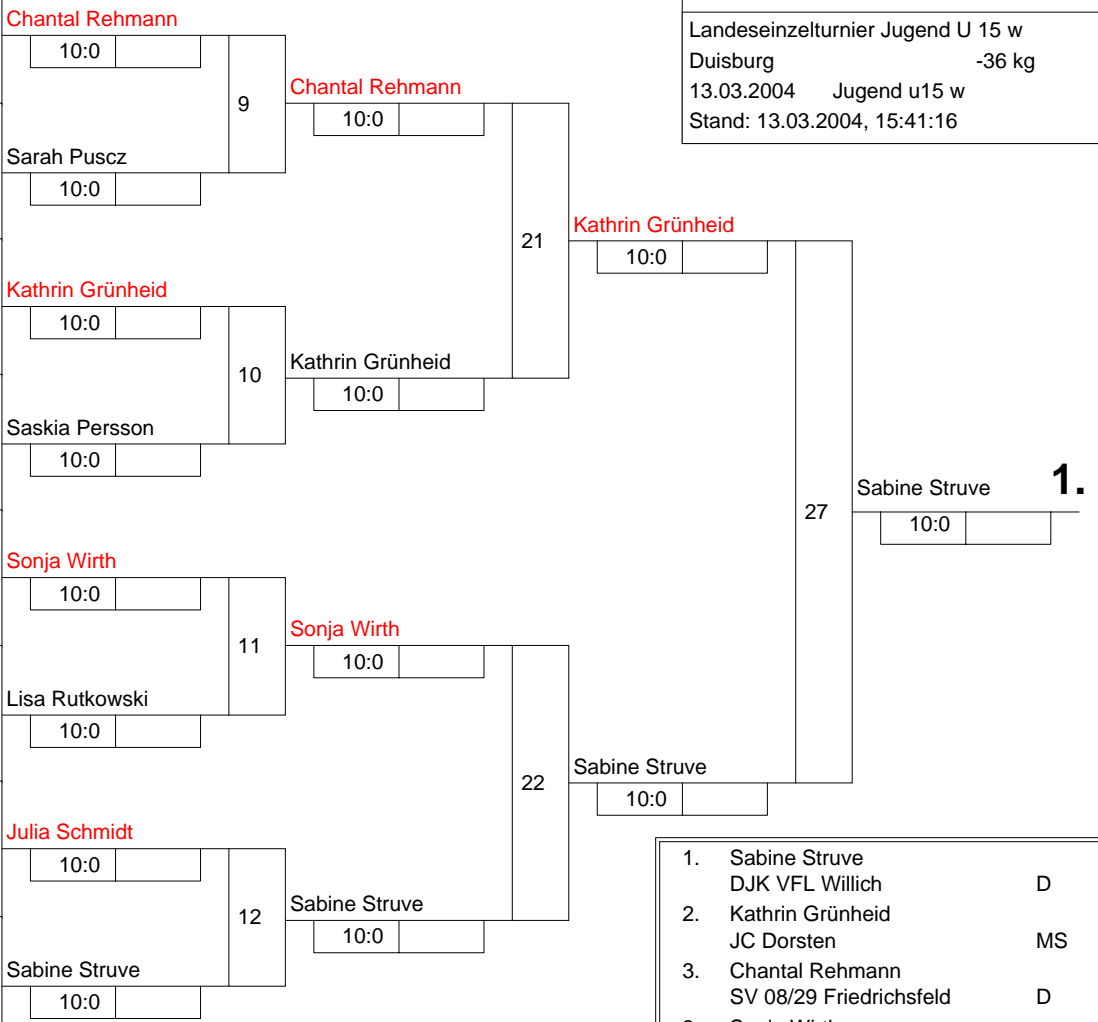 Chantal Rehmann
10:0
9
Sarah Puscz
10:0
Kathrin Grünheid
10:0
10
Saskia Persson
10:0
Sonja Wirth
10:0
11
Lisa Rutkowski
10:0
Julia Schmidt
10:0
12
Sabine Struve
10:0
Chantal Rehmann
10:0
21
Kathrin Grünheid
10:0
Sonja Wirth
10:0
22
Sabine Struve
10:0
Kathrin Grünheid
10:0
27
Sabine Struve
10:0
Sabine Struve 1.
10:0
Landeseinzelturnier Jugend U 15 w
Duisburg -36 kg
13.03.2004 Jugend u15 w
Stand: 13.03.2004, 15:41:16
1. Sabine Struve
DJK VFL Willich D
2. Kathrin Grünheid
JC Dorsten MS
3. Chantal Rehmann
SV 08/29 Friedrichsfeld D